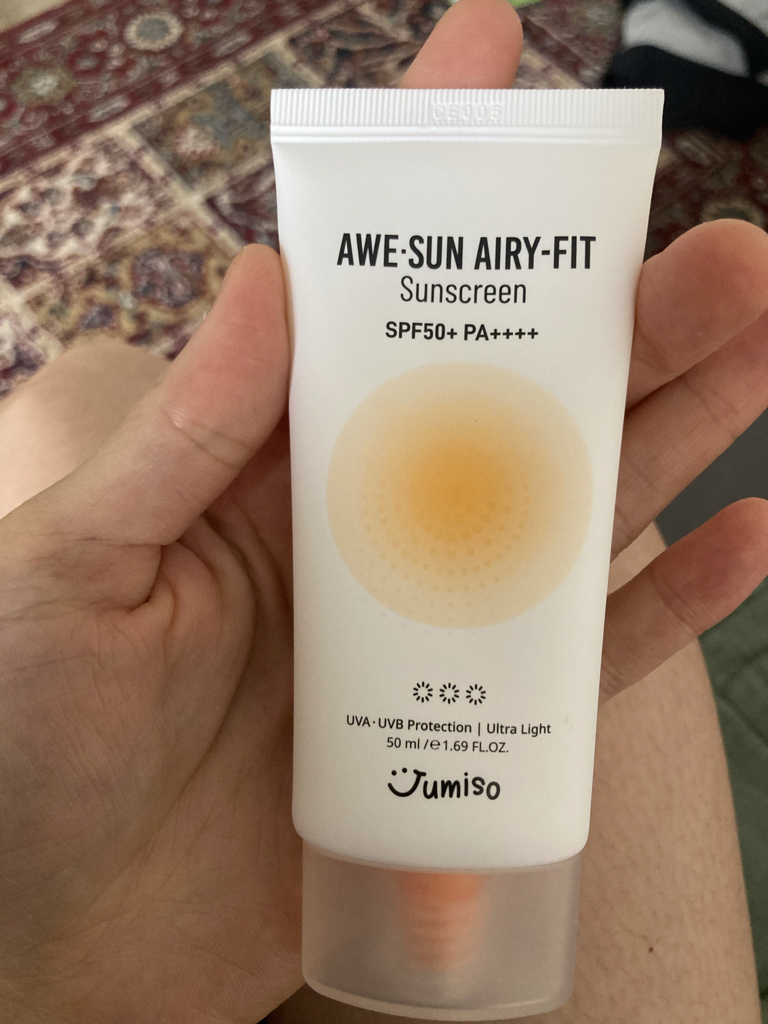 AWE·SUN AIRY-FIT
Sunscreen
SPF50+ PA++++
UVA·UVB Protection | Ultra Light
50 ml / ℮ 1.69 FL.OZ.
Jumiso